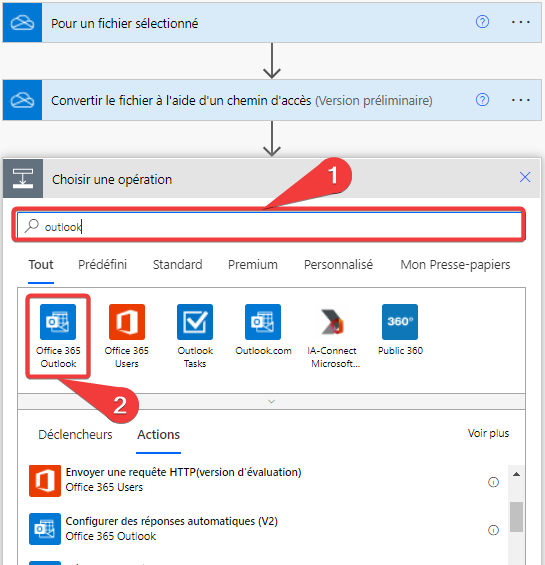 Pour un fichier sélectionné
Convertir le fichier à l'aide d'un chemin d'accès (Version préliminaire)
Choisir une opération
1
outlook
Tout Prédéfini Standard Premium Personnalisé Mon Presse-papiers
360°
Office 365 Office 365 Outlook Outlook.com IA-Connect Public 360
Outlook Users Tasks Microsoft...
2
Déclencheurs Actions Voir plus
Envoyer une requête HTTP(version d'évaluation)
Office 365 Users
Configurer des réponses automatiques (V2)
Office 365 Outlook